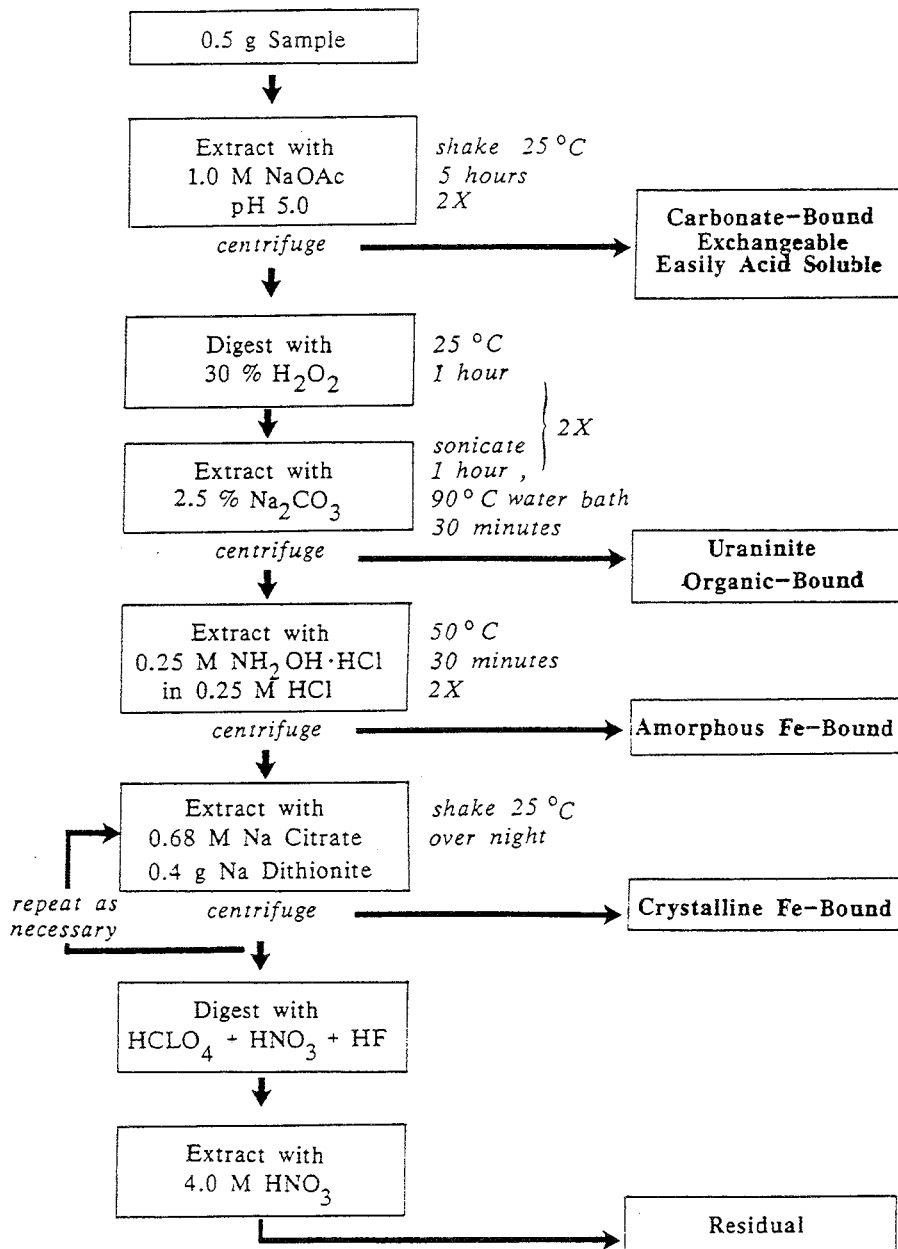 0.5 g Sample
Extract with
1.0 M NaOAc
pH 5.0
shake 25 °C
5 hours
2X
centrifuge
Carbonate-Bound
Exchangeable
Easily Acid Soluble
Digest with
30 % H2O2
25 °C
1 hour
2X
Extract with
2.5 % Na2CO3
sonicate
1 hour ,
90°C water bath
30 minutes
centrifuge
Uraninite
Organic-Bound
Extract with
0.25 M NH2OH·HCl
in 0.25 M HCl
50°C
30 minutes
2X
centrifuge
Amorphous Fe-Bound
Extract with
0.68 M Na Citrate
0.4 g Na Dithionite
shake 25 °C
over night
repeat as
necessary
centrifuge
Crystalline Fe-Bound
Digest with
HCLO4 + HNO3 + HF
Extract with
4.0 M HNO3
Residual